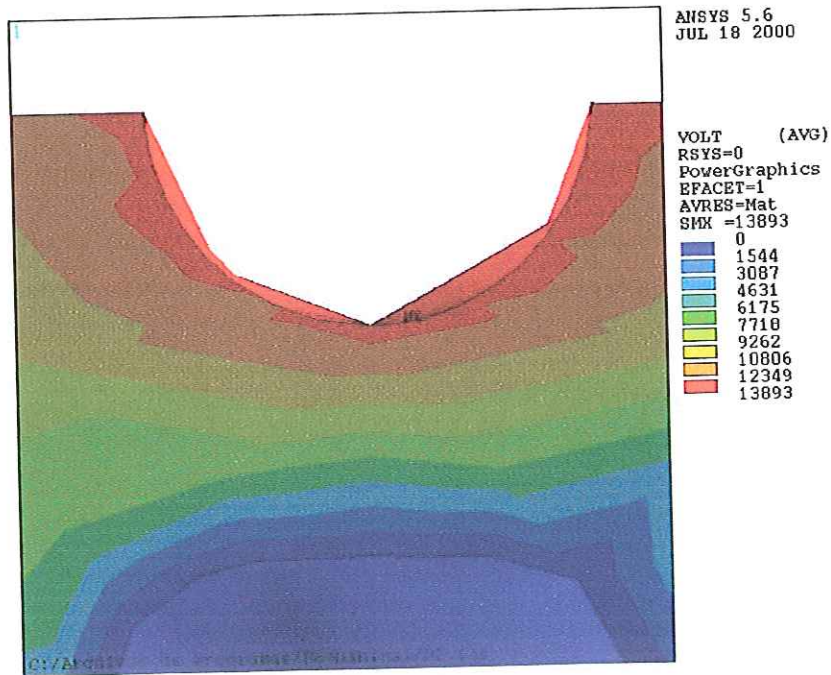 1
ANSYS 5.6
JUL 18 2000
VOLT (AVG)
RSYS=0
PowerGraphics
EFACET=1
AVRES=Mat
SMX =13893
0
1544
3087
4631
6175
7718
9262
10806
12349
13893